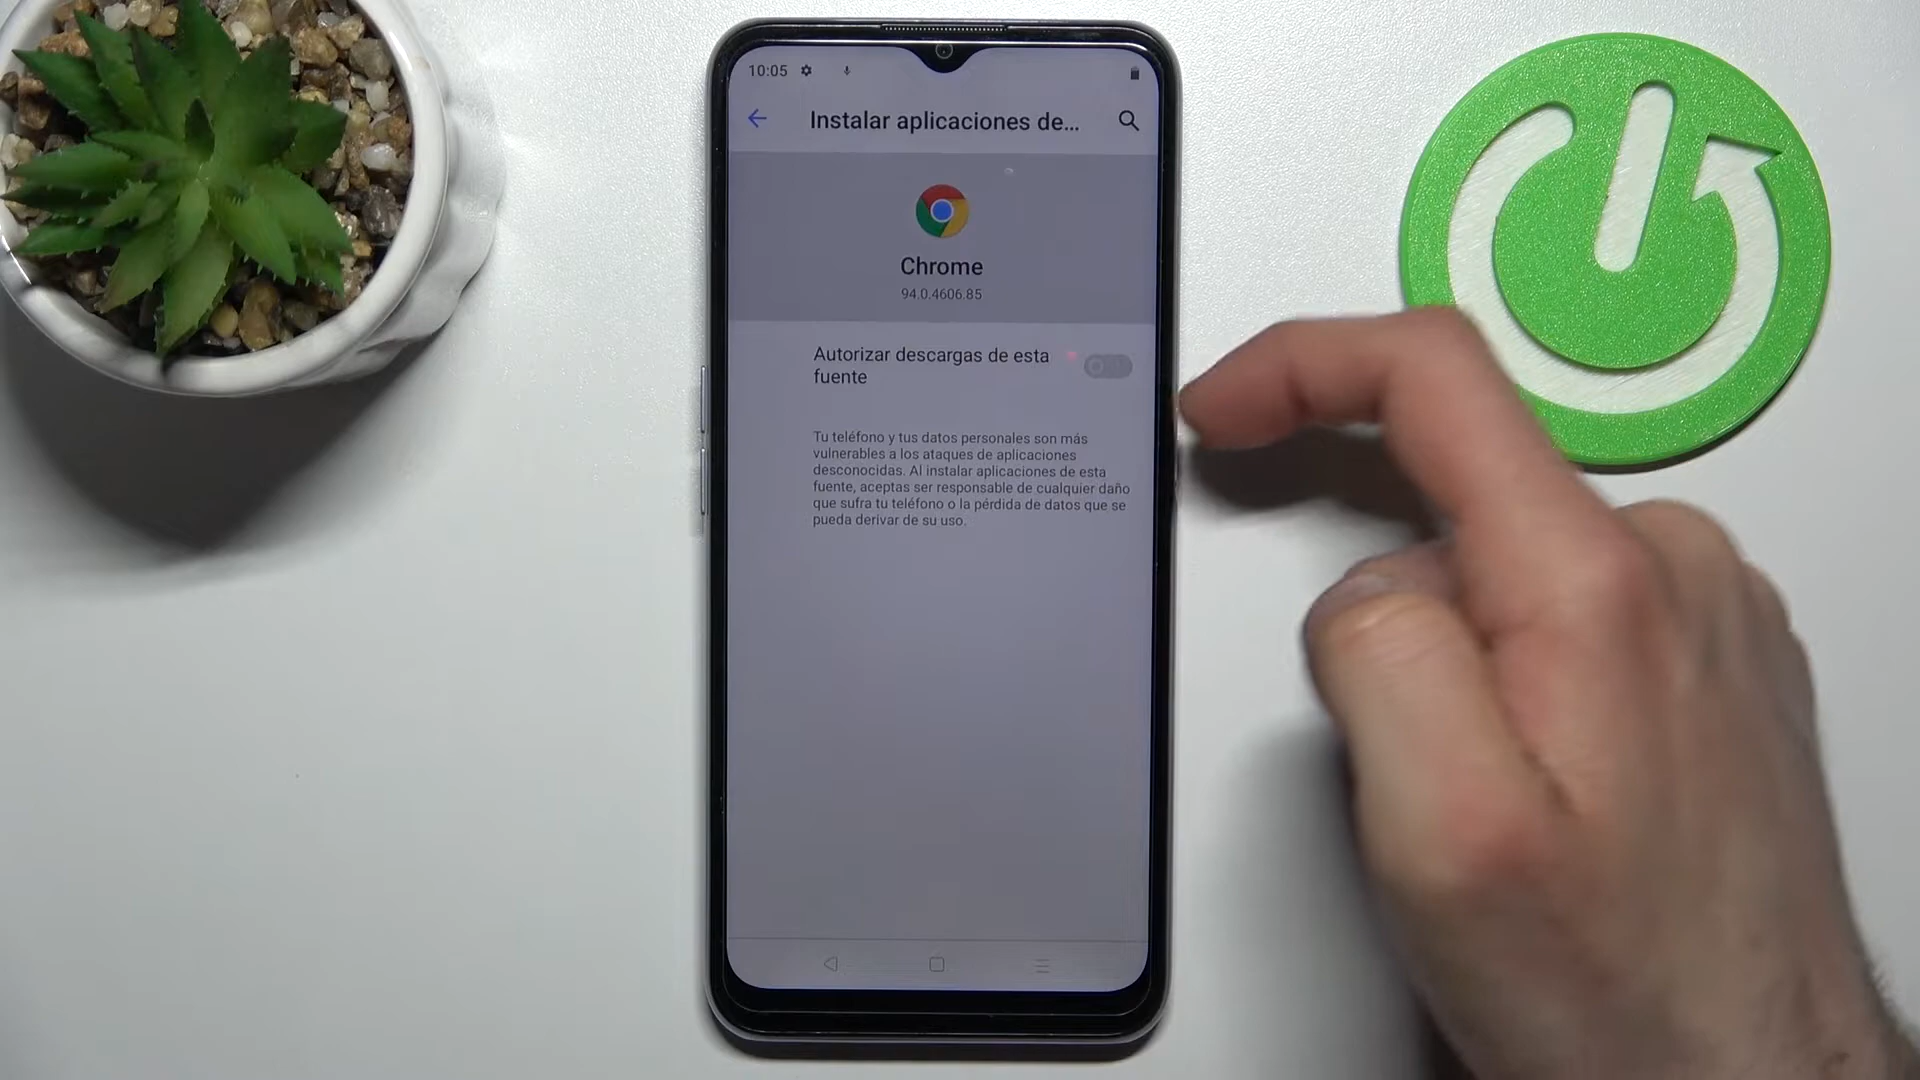 10:05
Instalar aplicaciones de...
Chrome
94.0.4606.85
Autorizar descargas de esta
fuente
Tu teléfono y tus datos personales son más
vulnerables a los ataques de aplicaciones
desconocidas. Al instalar aplicaciones de esta
fuente, aceptas ser responsable de cualquier daño
que sufra tu teléfono o la pérdida de datos que se
pueda derivar de su uso.